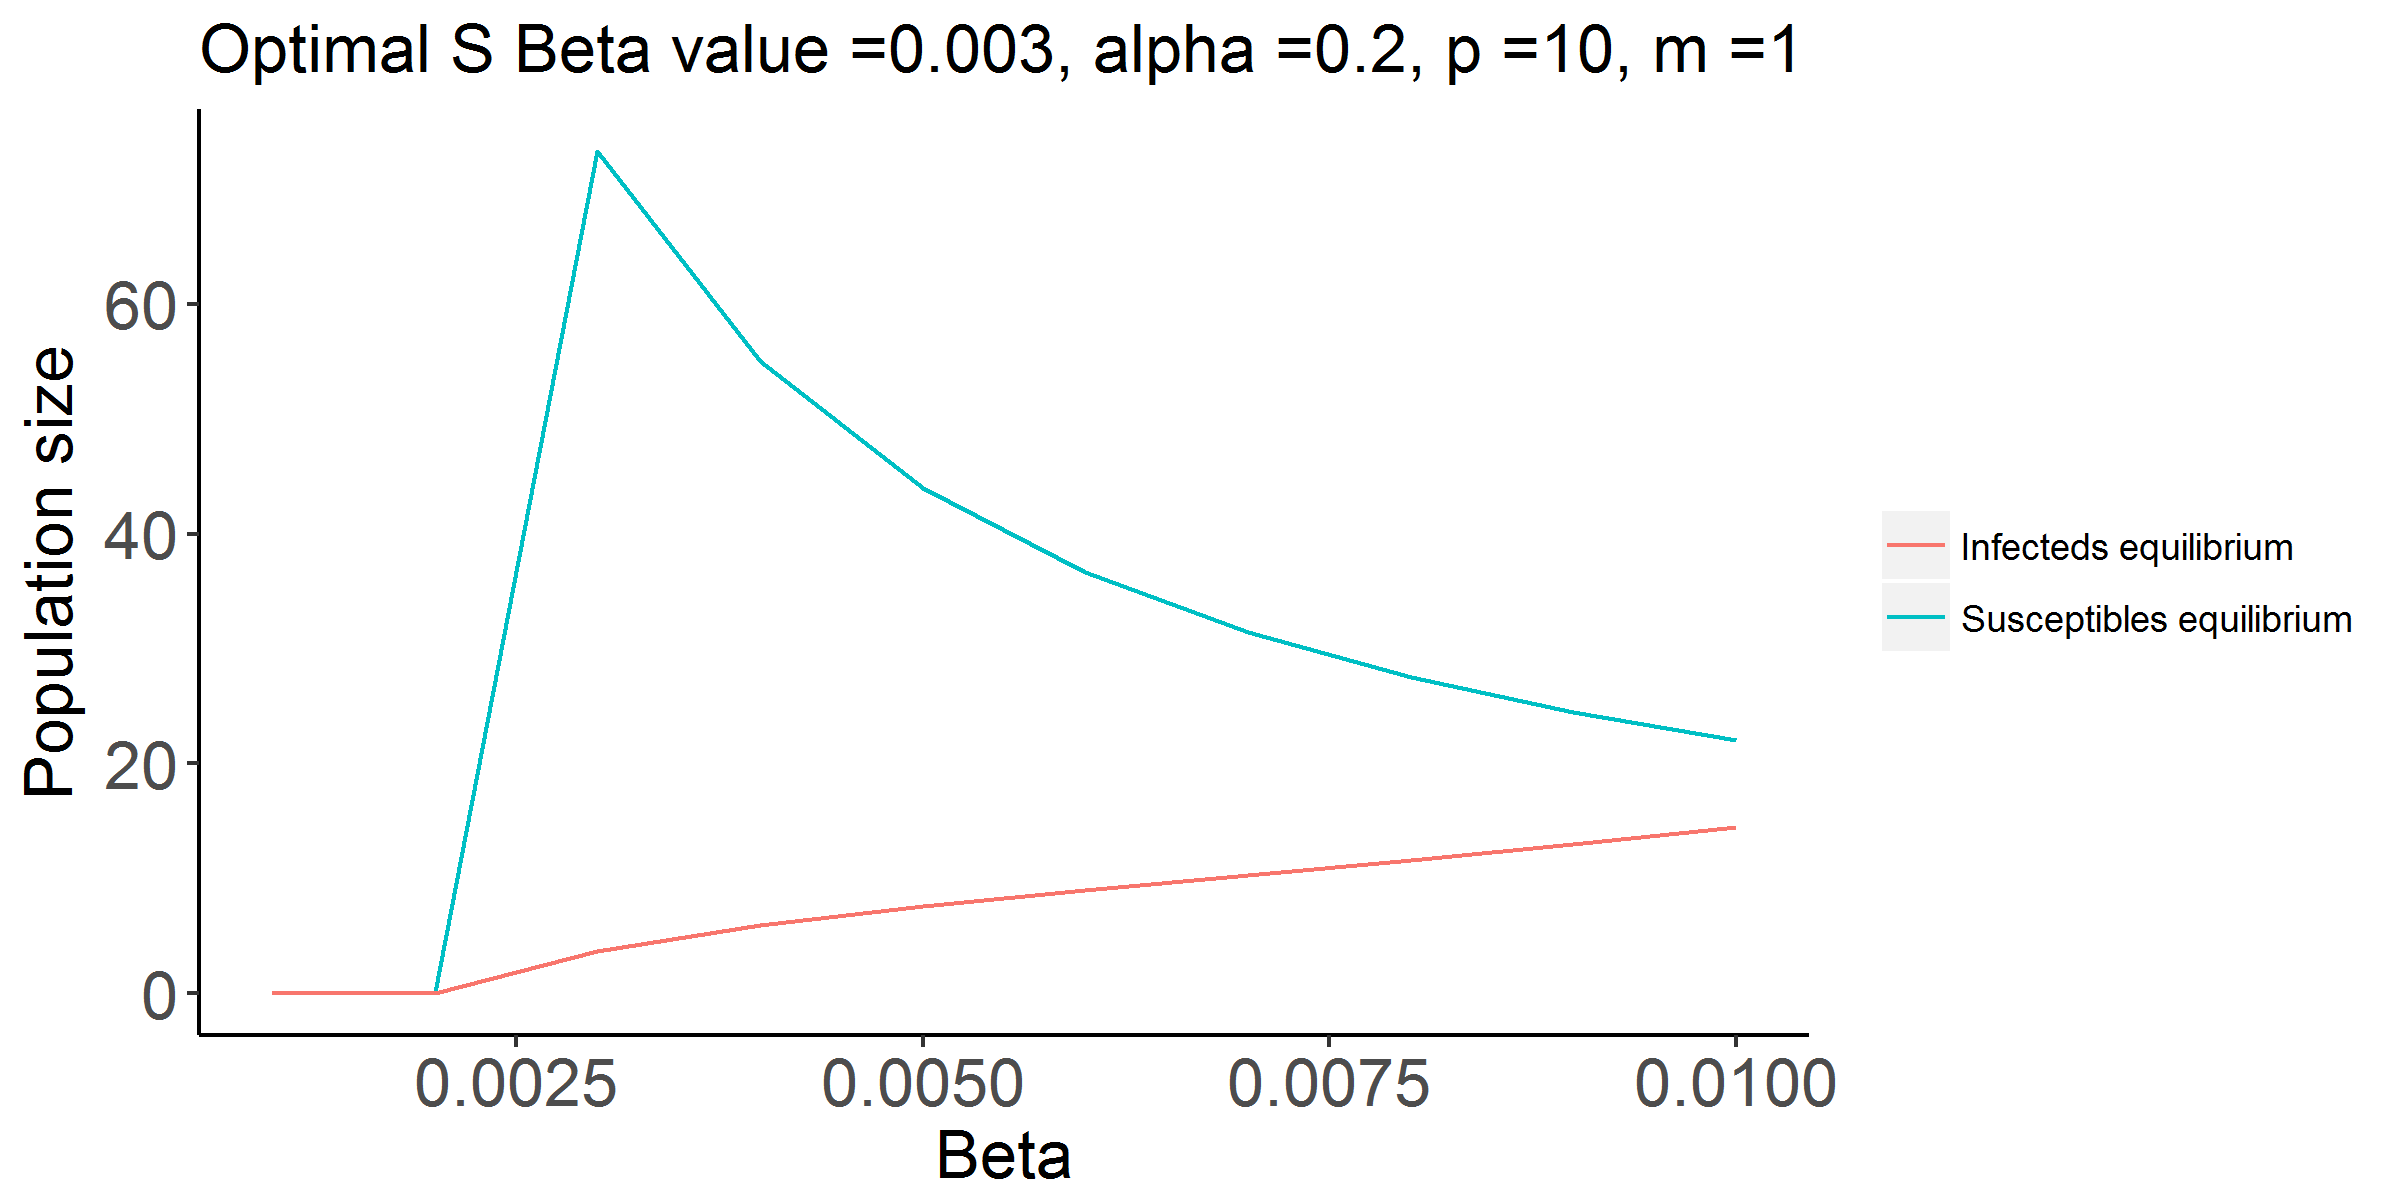 Optimal S Beta value =0.003, alpha =0.2, p =10, m =1
Population size
60
40
20
0
0.0025 0.0050 0.0075 0.0100
Beta
Infecteds equilibrium
Susceptibles equilibrium